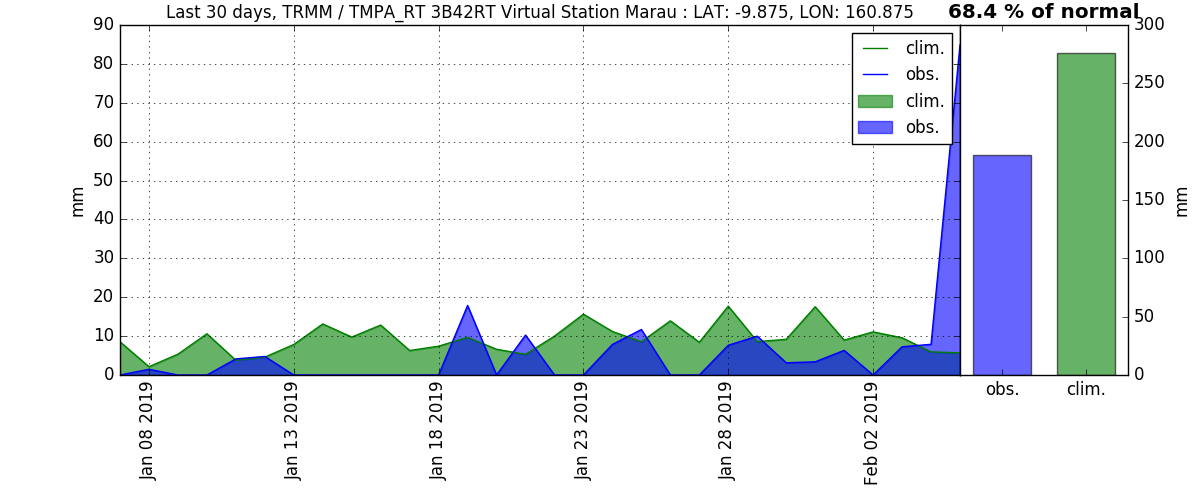 Last 30 days, TRMM / TMPA_RT 3B42RT Virtual Station Marau : LAT: -9.875, LON: 160.875
68.4 % of normal
90
80
70
60
50
40
30
20
10
0
mm
clim.
obs.
clim.
obs.
300
250
200
150
100
50
0
mm
obs.
clim.
Jan 08 2019
Jan 13 2019
Jan 18 2019
Jan 23 2019
Jan 28 2019
Feb 02 2019